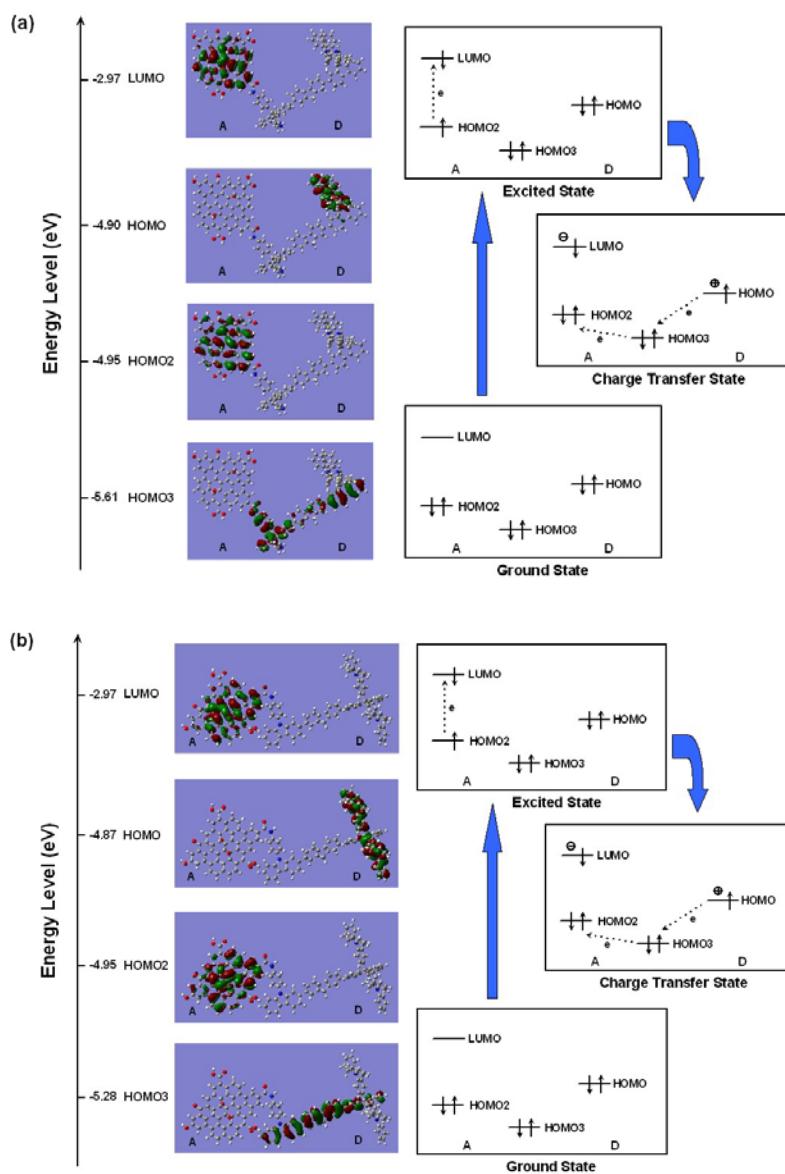 (a)
Energy Level (eV)
-2.97 LUMO
-4.90 HOMO
-4.95 HOMO2
-5.61 HOMO3
A D
A D
A D
A D
LUMO
e
HOMO2
HOMO3
HOMO
A D
Excited State
⊖
LUMO
⊕
HOMO
HOMO2
e
HOMO3
e
A D
Charge Transfer State
LUMO
HOMO
HOMO2
HOMO3
A D
Ground State
(b)
Energy Level (eV)
-2.97 LUMO
-4.87 HOMO
-4.95 HOMO2
-5.28 HOMO3
A D
A D
A D
A D
LUMO
e
HOMO
HOMO2
HOMO3
A D
Excited State
⊖
LUMO
⊕
HOMO
HOMO2
e
HOMO3
e
A D
Charge Transfer State
LUMO
HOMO
HOMO2
HOMO3
A D
Ground State